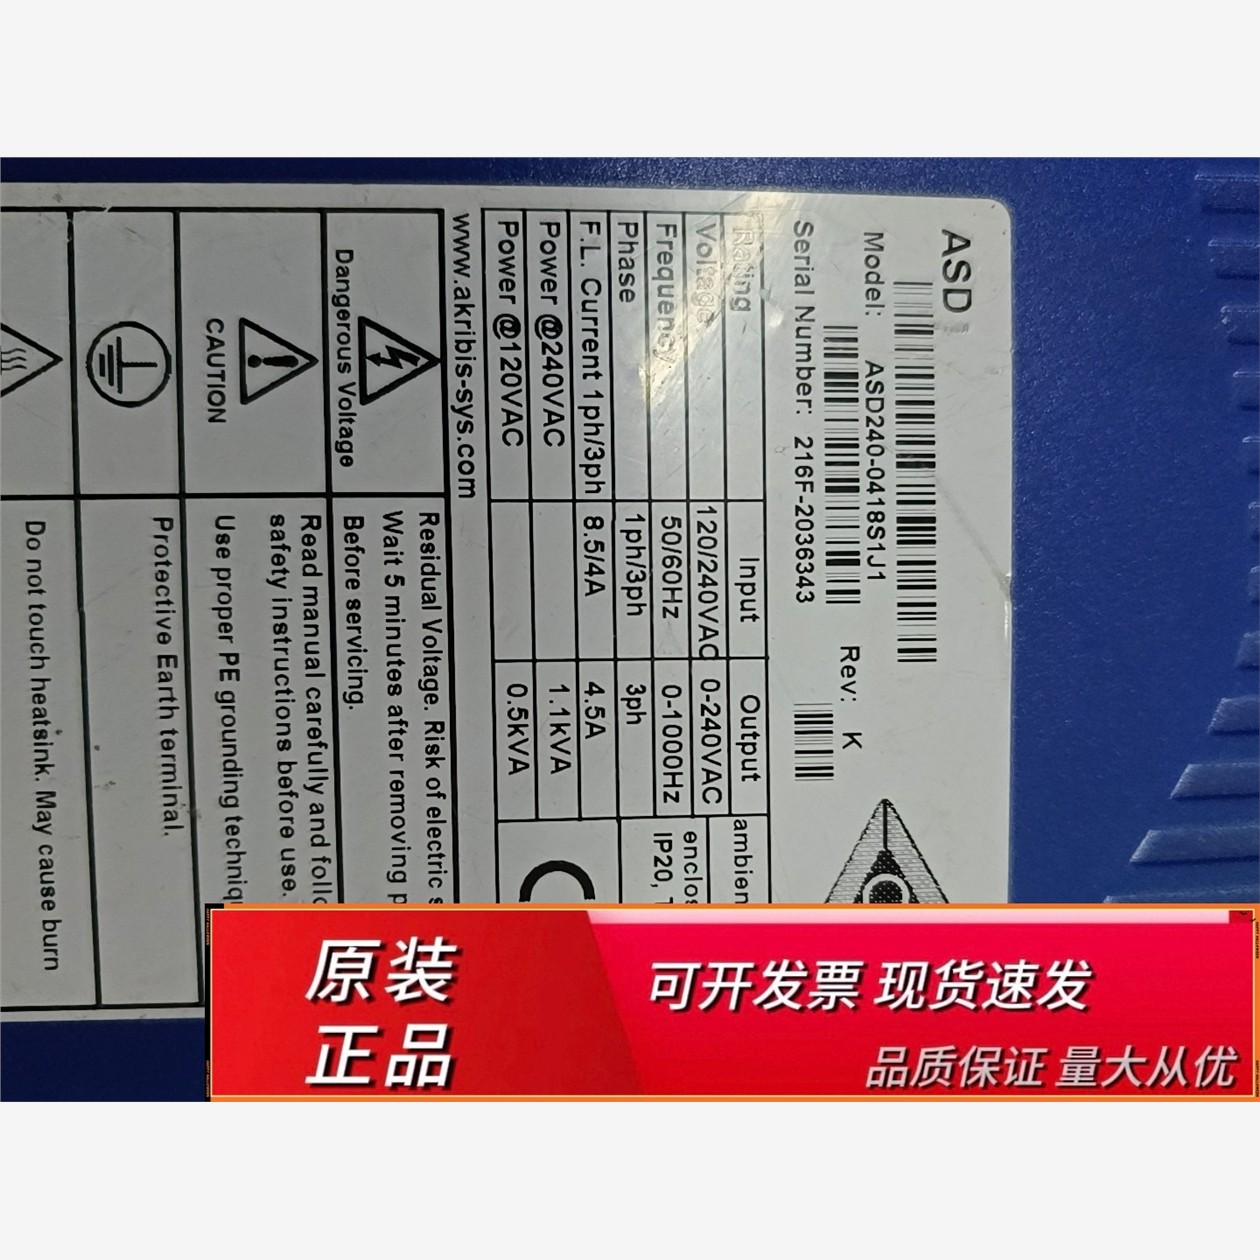 ASD
Model: ASD240-0418S1J1 Rev: K
Serial Number: 216F-2036343
Rating Input Output
Voltage 120/240VAC 0-240VAC
Frequency 50/60Hz 0-1000Hz
Phase 1ph/3ph 3ph
F.L. Current 1ph/3ph 8.5/4A 4.5A
Power @240VAC 1.1kVA
Power @120VAC 0.5kVA
ambien
enclos
IP20,
www.akribis-sys.com
Dangerous Voltage
Residual Voltage. Risk of electric s
Wait 5 minutes after removing p
Before servicing.
CAUTION
Read manual carefully and follo
safety instructions before use.
Use proper PE grounding techniq
Protective Earth terminal.
Do not touch heatsink. May cause burn
原装
正品
可开发票 现货速发
品质保证 量大从优